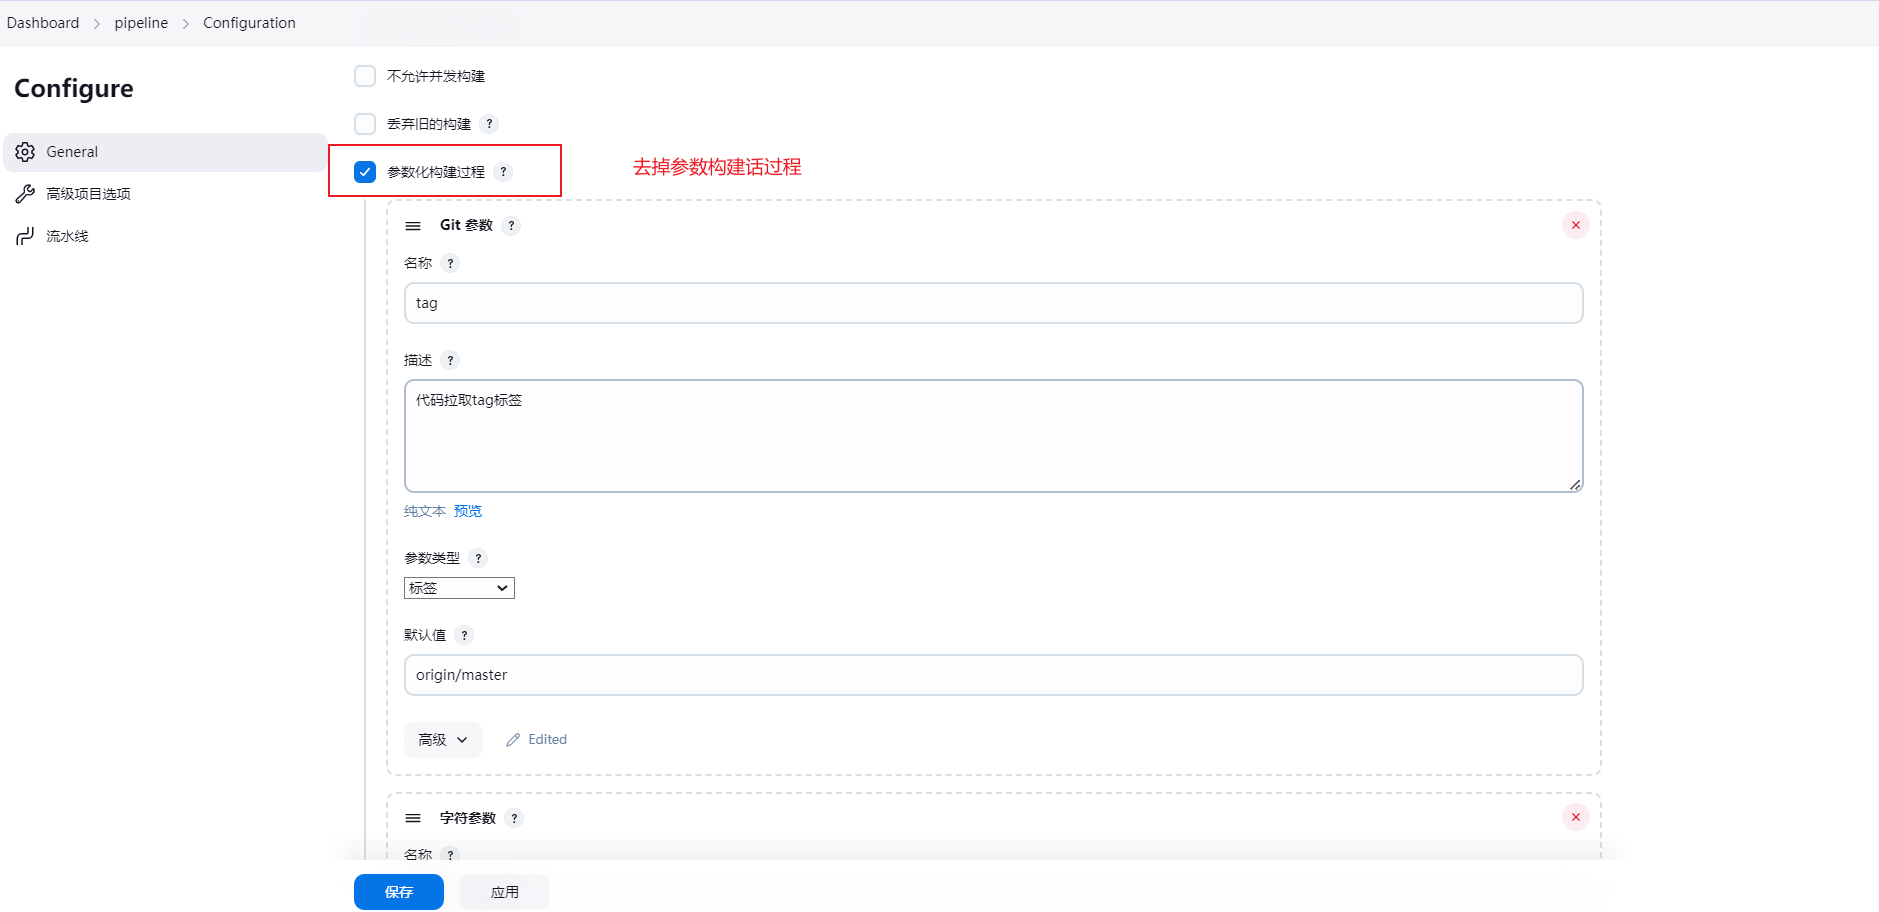 Dashboard > pipeline > Configuration
Configure
General
高级项目选项
流水线
不允许并发构建
丢弃旧的构建 ?
参数化构建过程 ?
去掉参数构建话过程
Git 参数 ?
名称 ?
tag
描述 ?
代码拉取tag标签
纯文本 预览
参数类型 ?
标签
默认值 ?
origin/master
高级 Edited
字符参数 ?
名称 ?
保存 应用